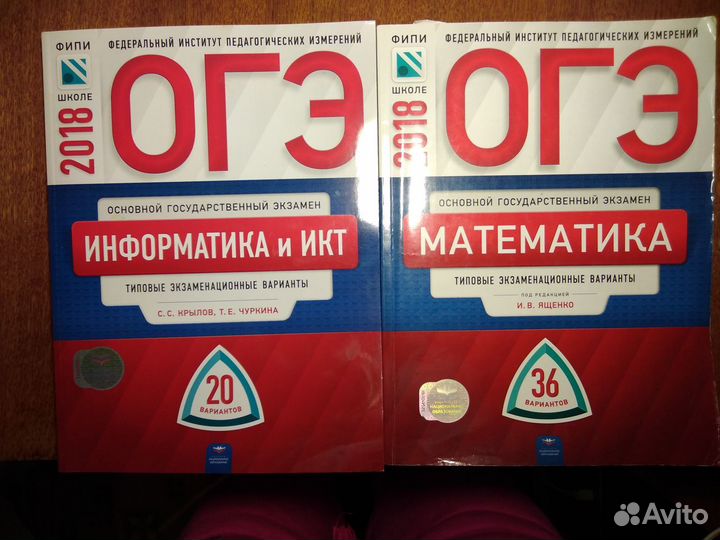 ФИПИ
ШКОЛЕ
2018
ФЕДЕРАЛЬНЫЙ ИНСТИТУТ ПЕДАГОГИЧЕСКИХ ИЗМЕРЕНИЙ
ОГЭ
ОСНОВНОЙ ГОСУДАРСТВЕННЫЙ ЭКЗАМЕН
ИНФОРМАТИКА и ИКТ
ТИПОВЫЕ ЭКЗАМЕНАЦИОННЫЕ ВАРИАНТЫ
С. С. КРЫЛОВ, Т. Е. ЧУРКИНА
20
ВАРИАНТОВ
ФИПИ
ШКОЛЕ
2018
ФЕДЕРАЛЬНЫЙ ИНСТИТУТ ПЕДАГОГИЧЕСКИХ ИЗМЕРЕНИЙ
ОГЭ
ОСНОВНОЙ ГОСУДАРСТВЕННЫЙ ЭКЗАМЕН
МАТЕМАТИКА
ТИПОВЫЕ ЭКЗАМЕНАЦИОННЫЕ ВАРИАНТЫ
ПОД РЕДАКЦИЕЙ
И. В. ЯЩЕНКО
36
ВАРИАНТОВ
Avito